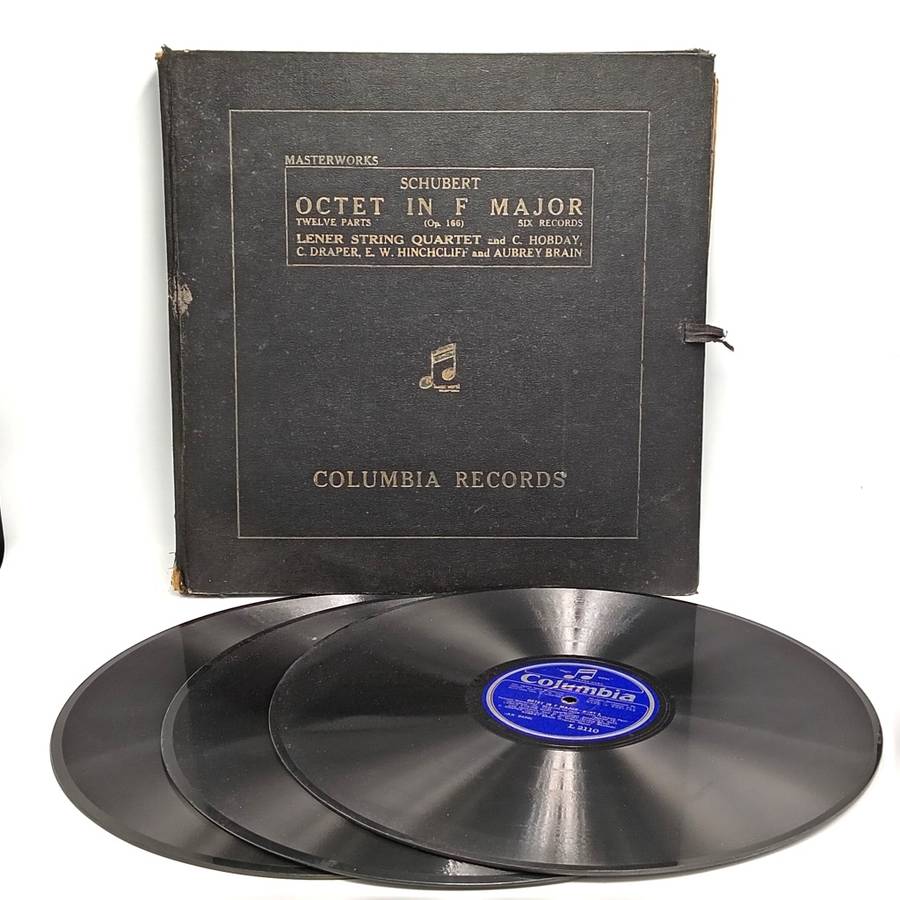 MASTERWORKS
SCHUBERT
OCTET IN F MAJOR
TWELVE PARTS (Op. 166) SIX RECORDS
LENER STRING QUARTET and C. HOBDAY,
C. DRAPER, E. W. HINCHCLIFF and AUBREY BRAIN
COLUMBIA RECORDS
Columbia
L 2110